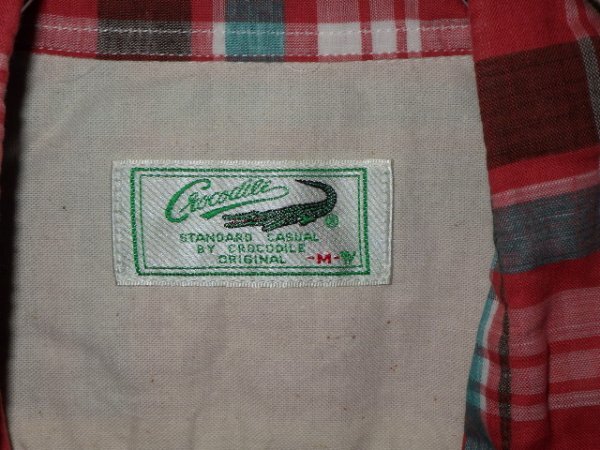 Crocodile ®
STANDARD CASUAL
BY CROCODILE
ORIGINAL -M-